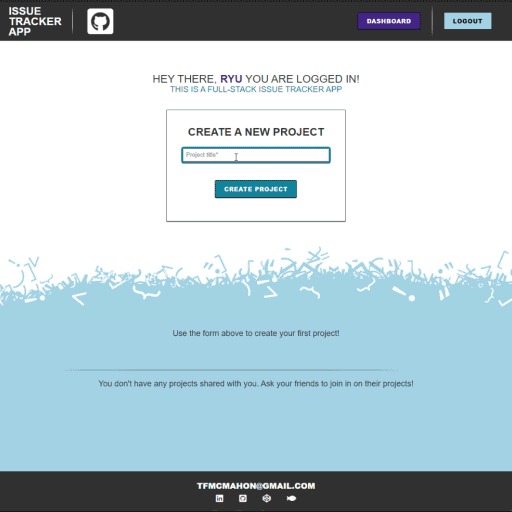 ISSUE
TRACKER
APP
DASHBOARD
LOGOUT
HEY THERE, RYU YOU ARE LOGGED IN!
THIS IS A FULL-STACK ISSUE TRACKER APP
CREATE A NEW PROJECT
Project title*
CREATE PROJECT
Use the form above to create your first project!
You don't have any projects shared with you. Ask your friends to join in on their projects!
TFMCMAHON@GMAIL.COM